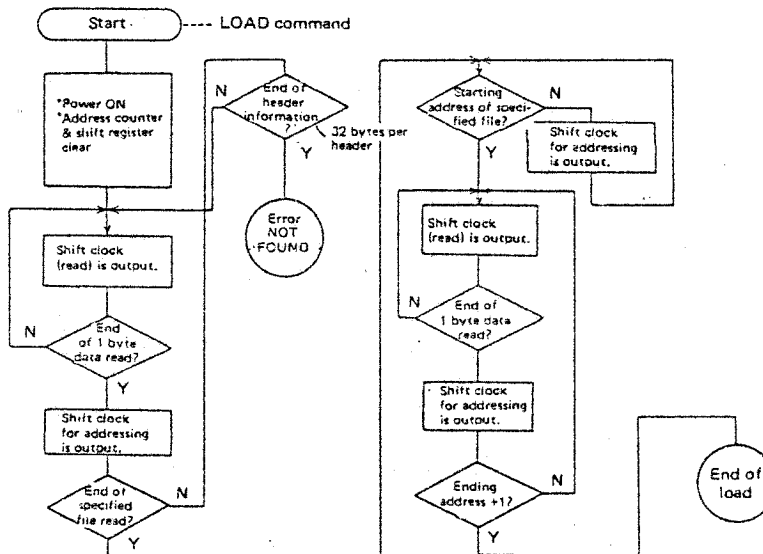 Start
---- LOAD command
*Power ON
*Address counter
& shift register
clear
Shift clock
(read) is output.
N
End
of 1 byte
data read?
Y
Shift clock
for addressing
is output.
End of
specified
file read?
N
Y
N
End of
header
information
?
32 bytes per
header
Y
Error
NOT
FOUND
Starting
address of speci-
fied file?
N
Shift clock
for addressing
is output.
Y
Shift clock
(read) is output.
N
End of
1 byte data
read?
Y
Shift clock
for addressing
is output.
Ending
address +1?
N
Y
End of
load